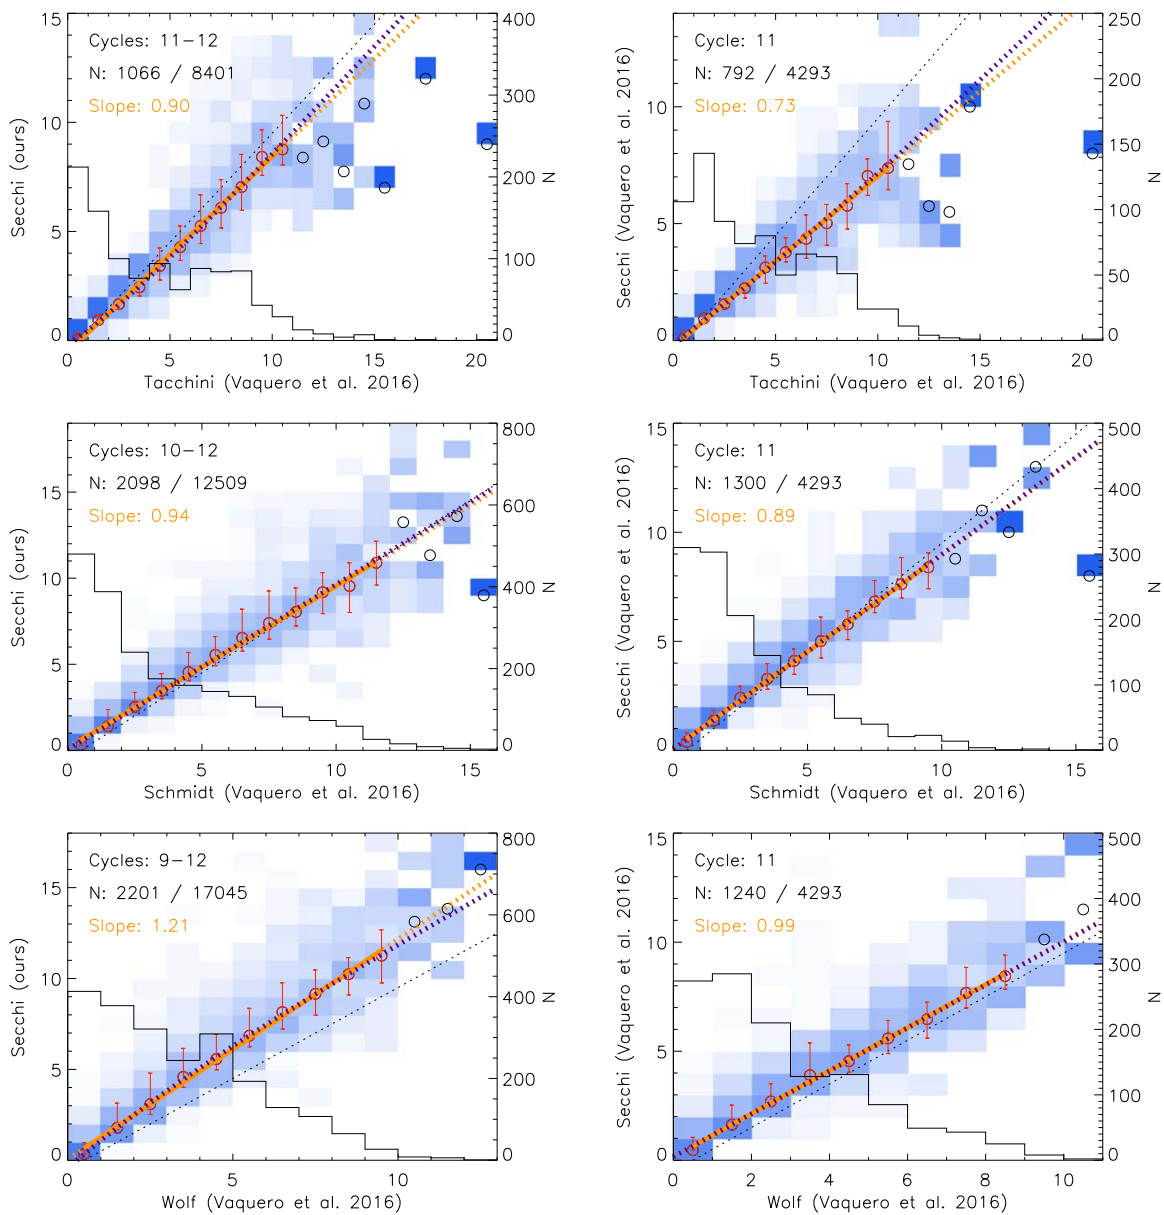 Cycles: 11-12
N: 1066 / 8401
Slope: 0.90
Secchi (ours)
0
5
10
15
0
5
10
15
20
Tacchini (Vaquero et al. 2016)
0
100
200
300
400
N
Cycle: 11
N: 792 / 4293
Slope: 0.73
Secchi (Vaquero et al. 2016)
0
5
10
0
5
10
15
20
Tacchini (Vaquero et al. 2016)
0
50
100
150
200
250
N
Cycles: 10-12
N: 2098 / 12509
Slope: 0.94
Secchi (ours)
0
5
10
15
0
5
10
15
Schmidt (Vaquero et al. 2016)
0
200
400
600
800
N
Cycle: 11
N: 1300 / 4293
Slope: 0.89
Secchi (Vaquero et al. 2016)
0
5
10
15
0
5
10
15
Schmidt (Vaquero et al. 2016)
0
100
200
300
400
500
N
Cycles: 9-12
N: 2201 / 17045
Slope: 1.21
Secchi (ours)
0
5
10
15
0
5
10
Wolf (Vaquero et al. 2016)
0
200
400
600
800
N
Cycle: 11
N: 1240 / 4293
Slope: 0.99
Secchi (Vaquero et al. 2016)
0
5
10
15
0
2
4
6
8
10
Wolf (Vaquero et al. 2016)
0
100
200
300
400
500
N